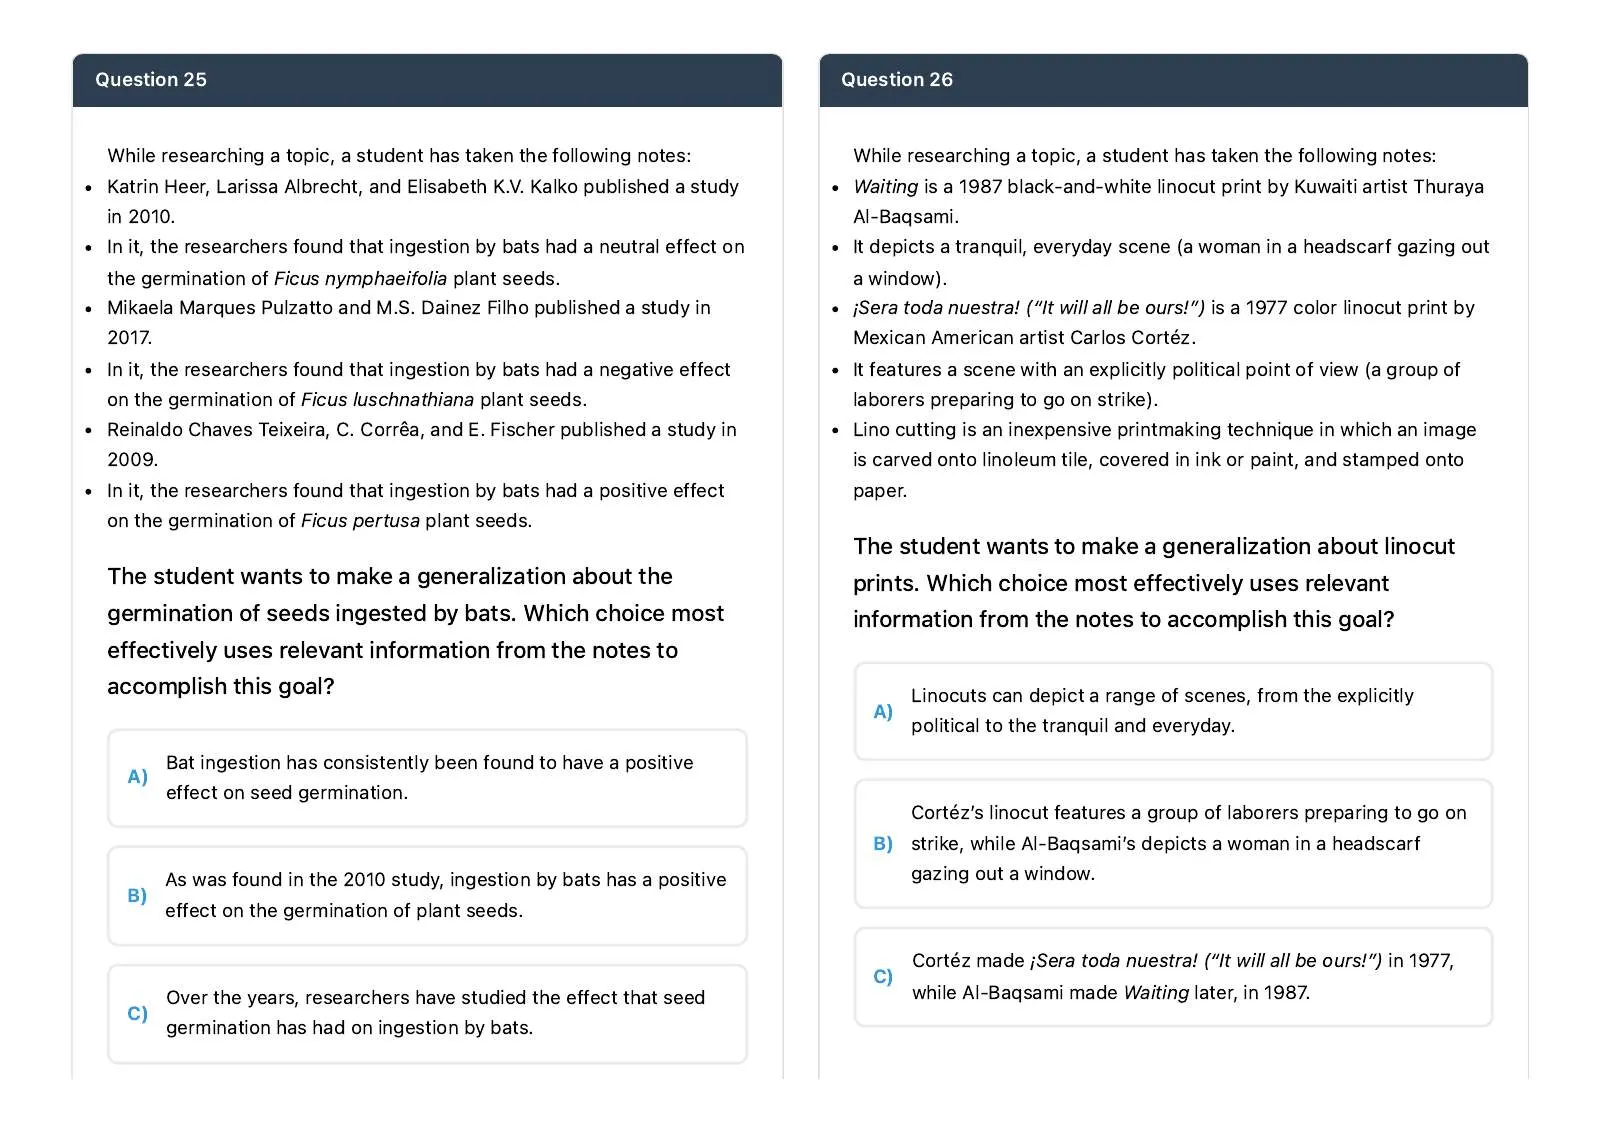 Question 25
While researching a topic, a student has taken the following notes:
• Katrin Heer, Larissa Albrecht, and Elisabeth K.V. Kalko published a study
in 2010.
• In it, the researchers found that ingestion by bats had a neutral effect on
the germination of Ficus nymphaeifolia plant seeds.
• Mikaela Marques Pulzatto and M.S. Dainez Filho published a study in
2017.
• In it, the researchers found that ingestion by bats had a negative effect
on the germination of Ficus luschnathiana plant seeds.
• Reinaldo Chaves Teixeira, C. Corrêa, and E. Fischer published a study in
2009.
• In it, the researchers found that ingestion by bats had a positive effect
on the germination of Ficus pertusa plant seeds.
The student wants to make a generalization about the
germination of seeds ingested by bats. Which choice most
effectively uses relevant information from the notes to
accomplish this goal?
A) Bat ingestion has consistently been found to have a positive
effect on seed germination.
B) As was found in the 2010 study, ingestion by bats has a positive
effect on the germination of plant seeds.
C) Over the years, researchers have studied the effect that seed
germination has had on ingestion by bats.
Question 26
While researching a topic, a student has taken the following notes:
• Waiting is a 1987 black-and-white linocut print by Kuwaiti artist Thuraya
Al-Baqsami.
• It depicts a tranquil, everyday scene (a woman in a headscarf gazing out
a window).
• ¡Sera toda nuestra! (“It will all be ours!”) is a 1977 color linocut print by
Mexican American artist Carlos Cortéz.
• It features a scene with an explicitly political point of view (a group of
laborers preparing to go on strike).
• Lino cutting is an inexpensive printmaking technique in which an image
is carved onto linoleum tile, covered in ink or paint, and stamped onto
paper.
The student wants to make a generalization about linocut
prints. Which choice most effectively uses relevant
information from the notes to accomplish this goal?
A) Linocuts can depict a range of scenes, from the explicitly
political to the tranquil and everyday.
B) Cortéz’s linocut features a group of laborers preparing to go on
strike, while Al-Baqsami’s depicts a woman in a headscarf
gazing out a window.
C) Cortéz made ¡Sera toda nuestra! (“It will all be ours!”) in 1977,
while Al-Baqsami made Waiting later, in 1987.